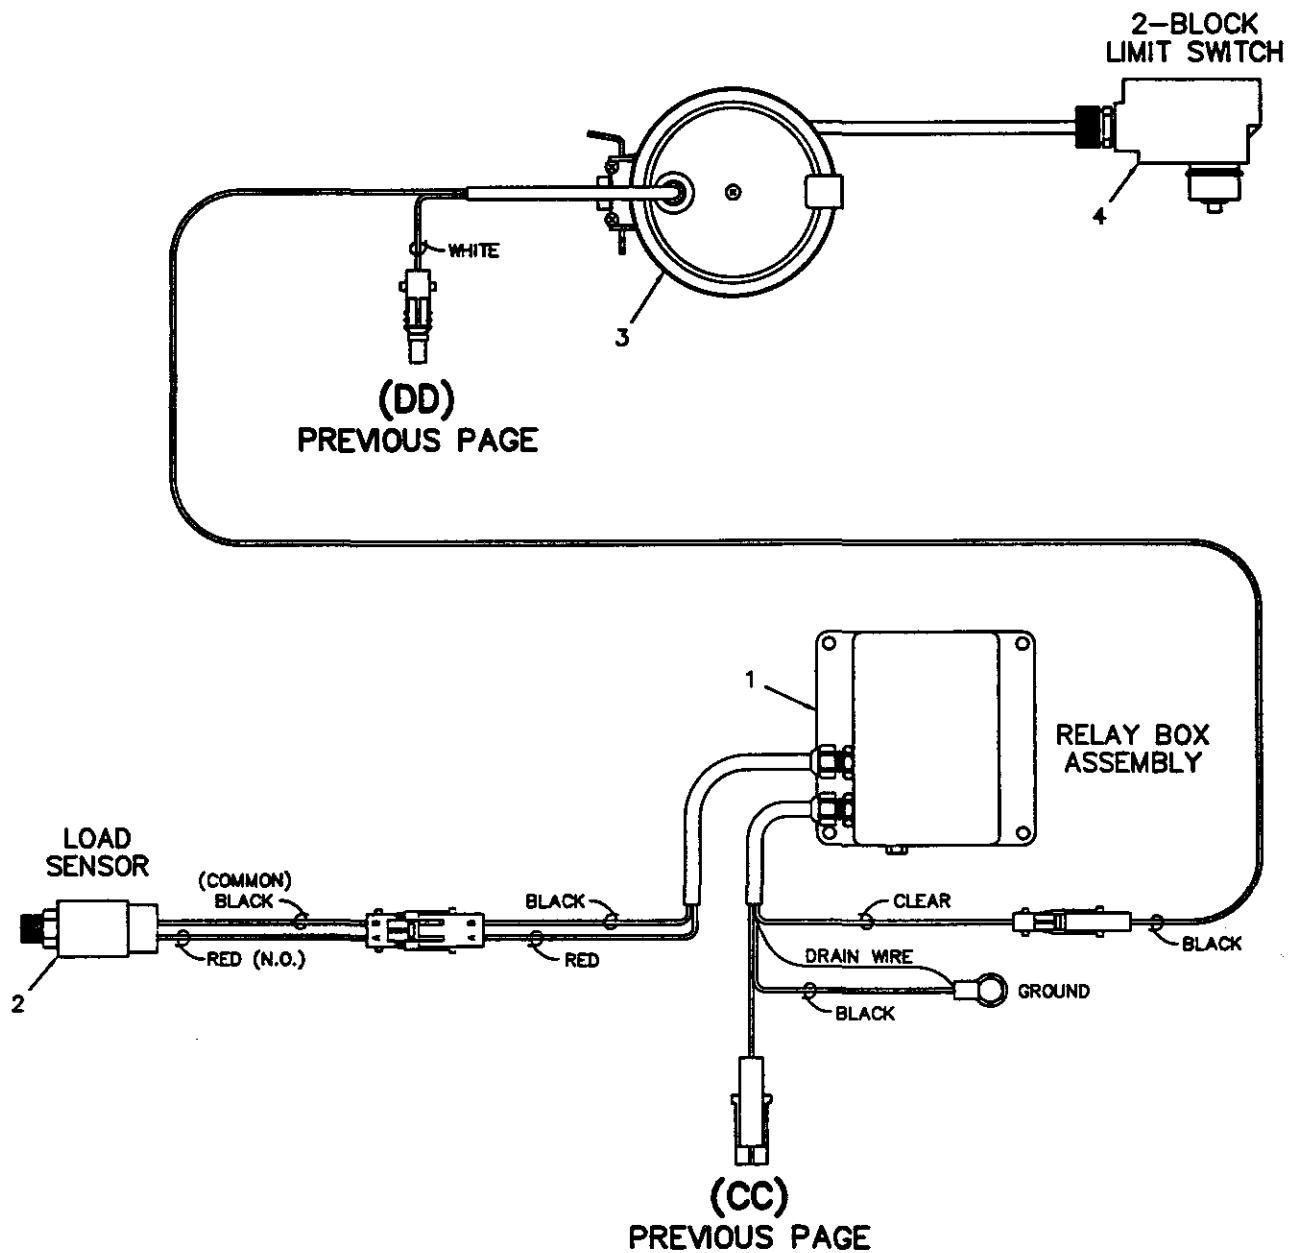 2-BLOCK
LIMIT SWITCH
4
WHITE
3
(DD)
PREVIOUS PAGE
1
RELAY BOX
ASSEMBLY
LOAD
SENSOR
(COMMON)
BLACK
BLACK
CLEAR
B
A
B
A
RED (N.O.)
RED
BLACK
DRAIN WIRE
GROUND
BLACK
2
(CC)
PREVIOUS PAGE